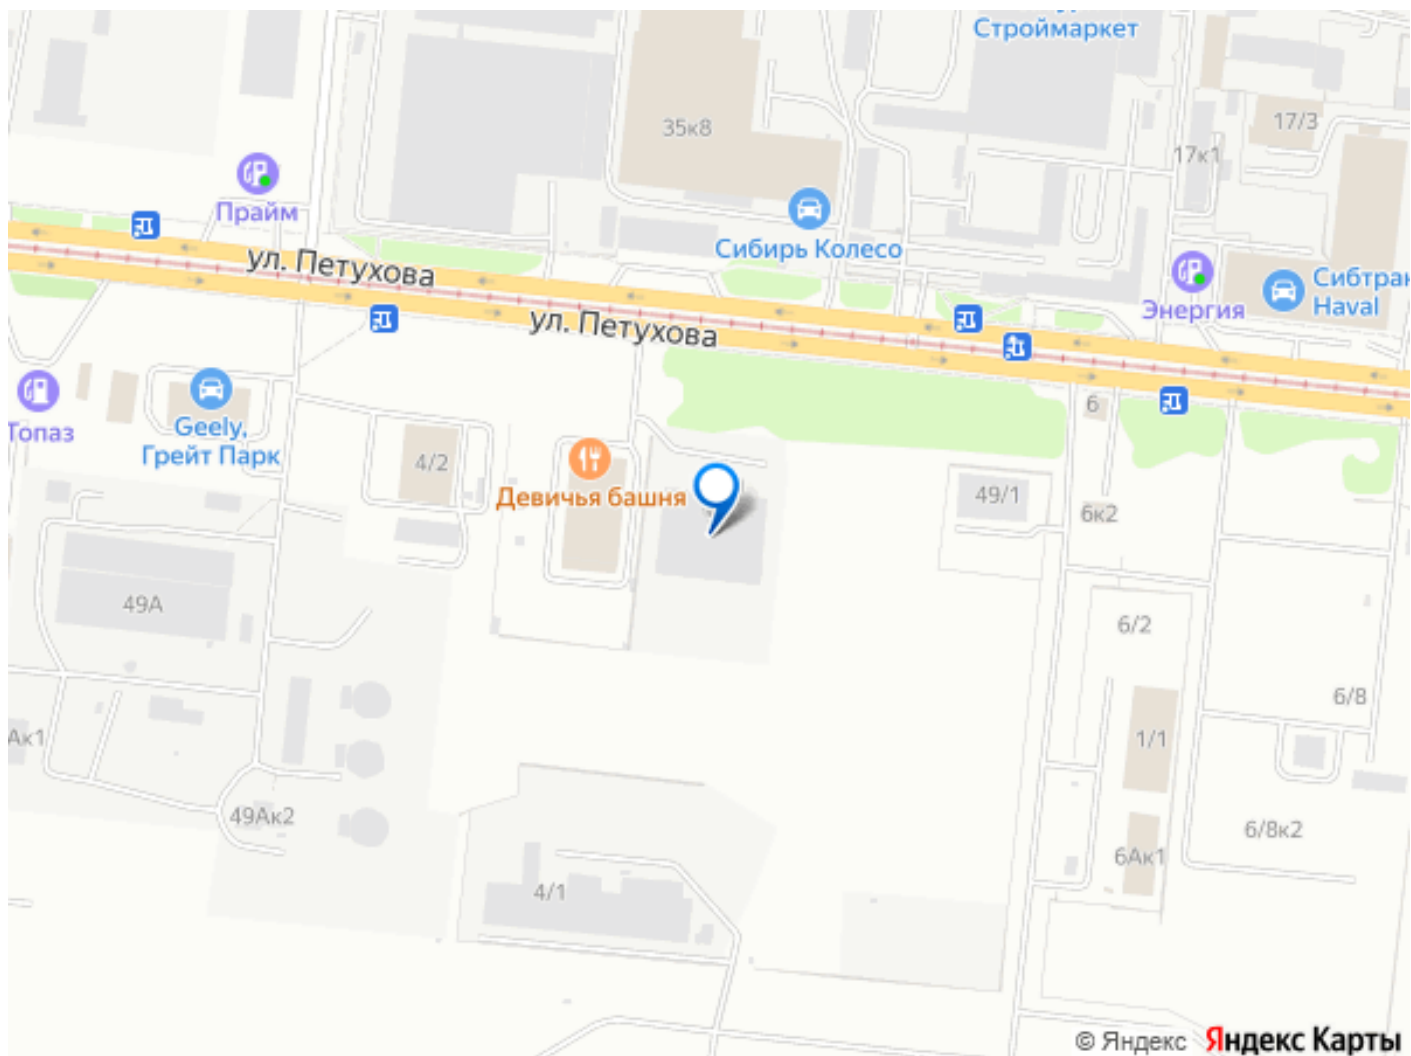 Строймаркет
35к8
17/3
17к1
Прайм
Сибирь Колесо
ул. Петухова
Энергия
Haval
ул. Петухова
Топаз
Geely,
Грейт Парк
4/2
Девичья башня
6
49/1
6к2
49А
6/2
6/8
Ак1
1/1
49Ак2
6/8к2
6Ак1
4/1
© Яндекс Яндекс Карты